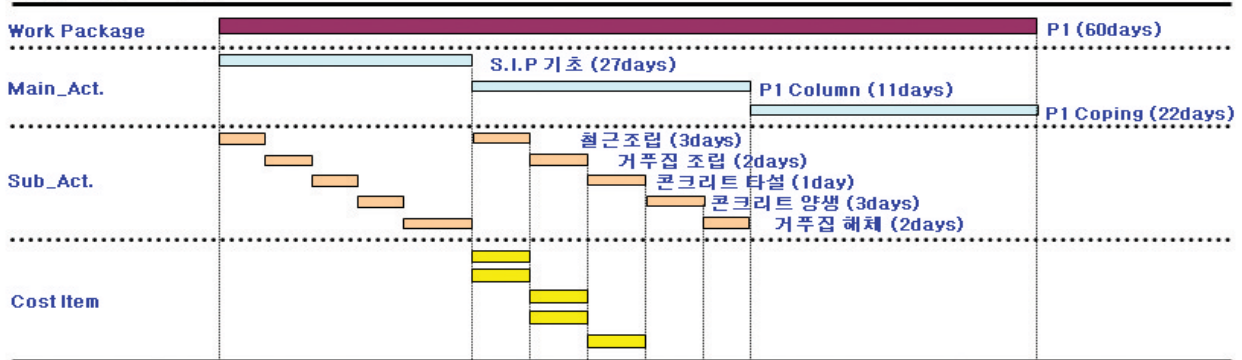 Work Package
P1 (60days)
S.I.P 기초 (27days)
Main_Act.
P1 Column (11days)
P1 Coping (22days)
철근조립 (3days)
거푸집 조립 (2days)
Sub_Act.
콘크리트 타설 (1day)
콘크리트 양생 (3days)
거푸집 해체 (2days)
Cost Item